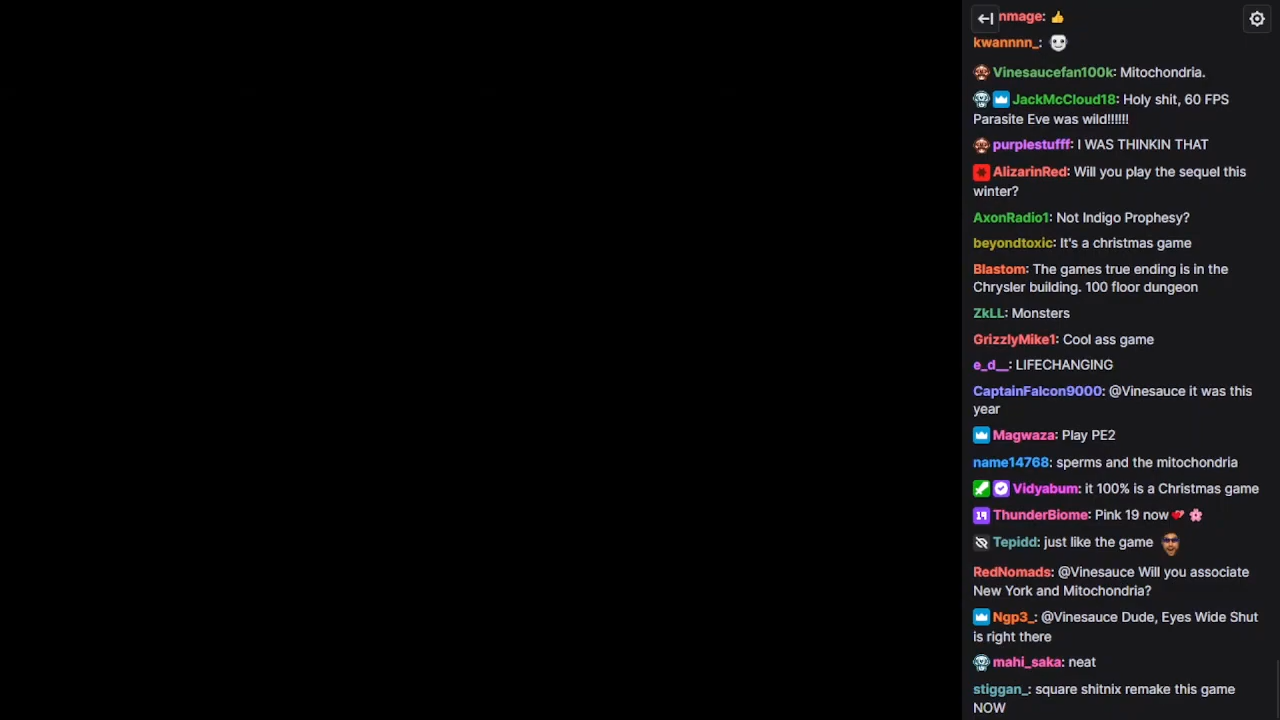 nmage:
kwannnn_:
Vinesaucefan100k: Mitochondria.
JackMcCloud18: Holy shit, 60 FPS
Parasite Eve was wild!!!!!!
purplestufff: I WAS THINKIN THAT
AlizarinRed: Will you play the sequel this
winter?
AxonRadio1: Not Indigo Prophesy?
beyondtoxic: It's a christmas game
Blastom: The games true ending is in the
Chrysler building. 100 floor dungeon
ZkLL: Monsters
GrizzlyMike1: Cool ass game
e_d__: LIFECHANGING
CaptainFalcon9000: @Vinesauce it was this
year
Magwaza: Play PE2
name14768: sperms and the mitochondria
Vidyabum: it 100% is a Christmas game
19 ThunderBiome: Pink 19 now
Tepidd: just like the game
RedNomads: @Vinesauce Will you associate
New York and Mitochondria?
Ngp3_: @Vinesauce Dude, Eyes Wide Shut
is right there
mahi_saka: neat
stiggan_: square shitnix remake this game
NOW